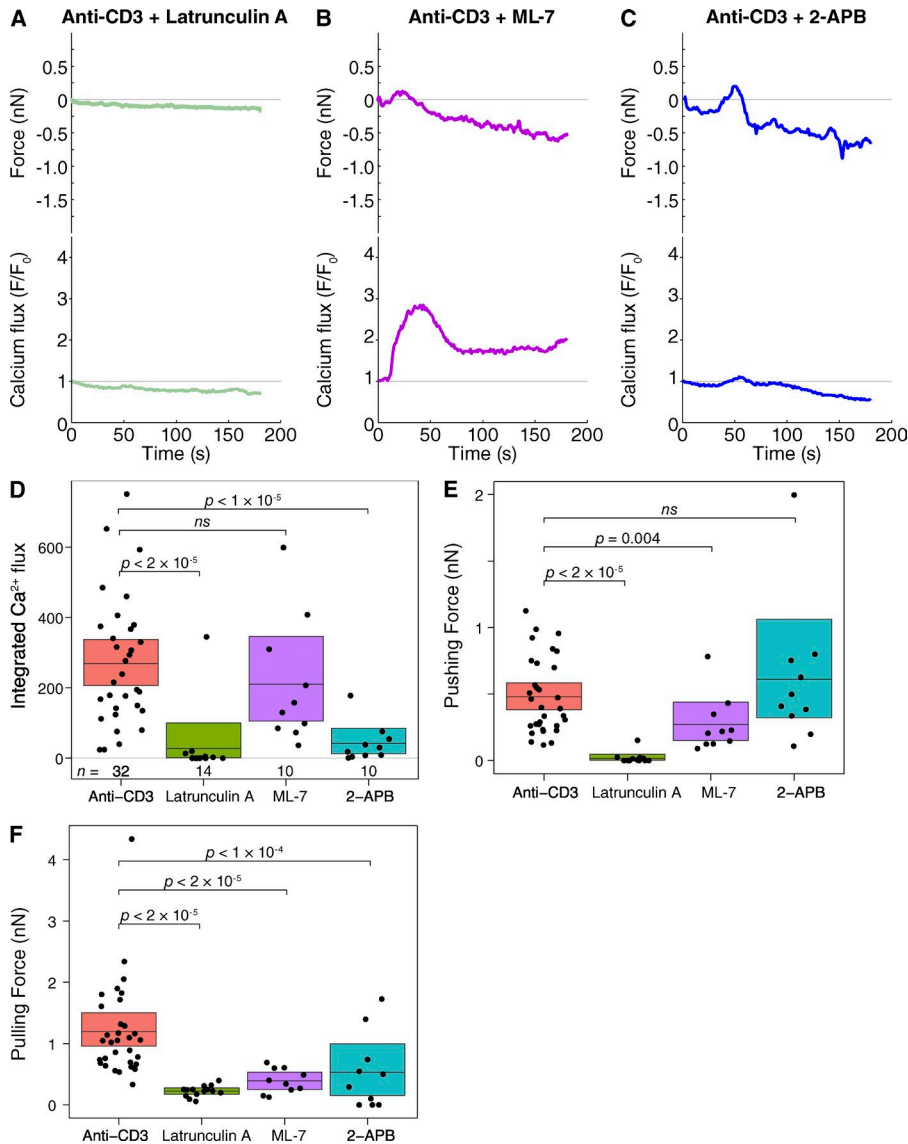 A Anti-CD3 + Latrunculin A B Anti-CD3 + ML-7 C Anti-CD3 + 2-APB
Force (nN) 0.5 0 -0.5 -1.0 -1.5
Force (nN) 0.5 0 -0.5 -1.0 -1.5
Force (nN) 0.5 0 -0.5 -1.0 -1.5
Calcium flux (F/F0) 4 3 2 1 0
Calcium flux (F/F0) 4 3 2 1 0
Calcium flux (F/F0) 4 3 2 1 0
0 50 100 150 200 0 50 100 150 200 0 50 100 150 200
Time (s) Time (s) Time (s)
D
Integrated Ca2+ flux
p < 1 × 10-5
ns
p < 2 × 10-5
600
400
200
0
n = 32 14 10 10
Anti–CD3 Latrunculin A ML-7 2–APB
E
Pushing Force (nN)
2
ns
p = 0.004
p < 2 × 10-5
1
0
Anti–CD3 Latrunculin A ML-7 2–APB
F
Pulling Force (nN)
4
p < 1 × 10-4
p < 2 × 10-5
p < 2 × 10-5
3
2
1
0
Anti–CD3 Latrunculin A ML-7 2–APB